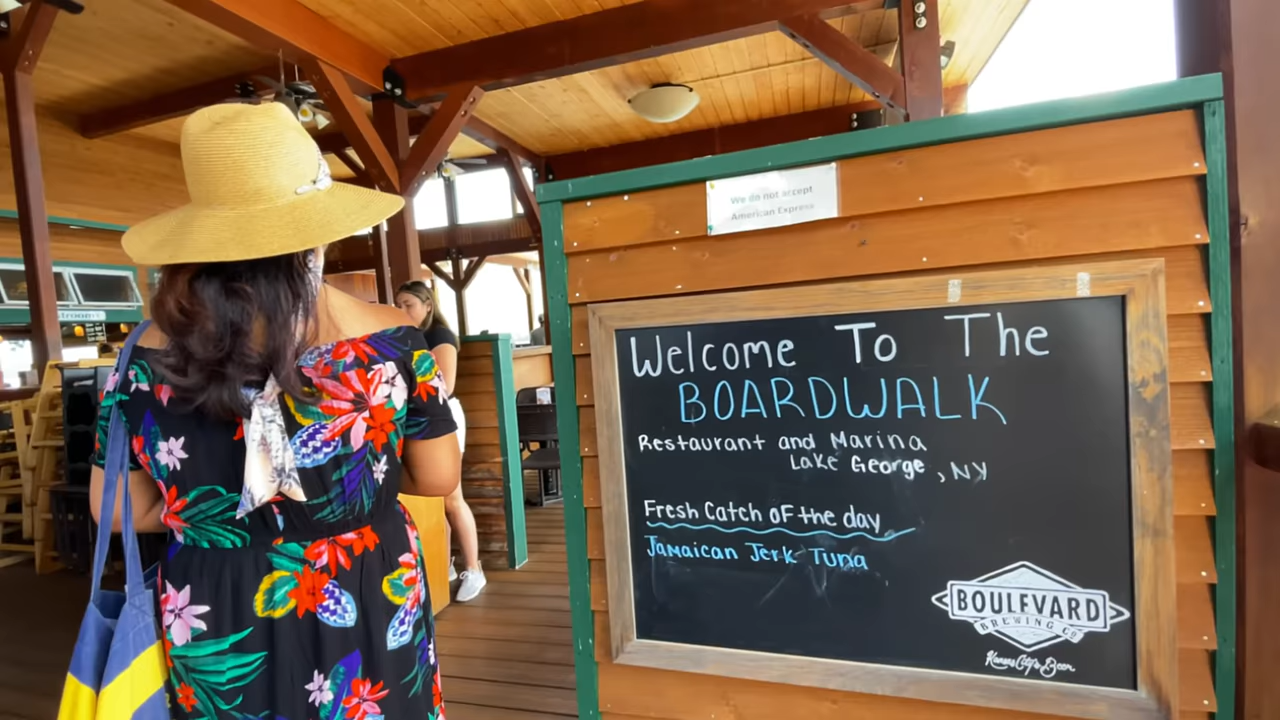 We do not accept
American Express
Welcome To The
BOARDWALK
Restaurant and Marina
Lake George, NY
Fresh Catch of the day
Jamaican Jerk Tuna
BOULEVARD
BREWING CO
Kansas City's Beer